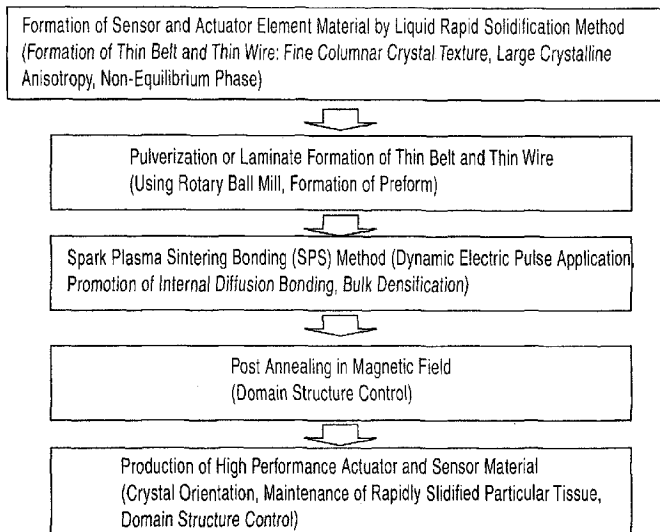 Formation of Sensor and Actuator Element Material by Liquid Rapid Solidification Method
(Formation of Thin Belt and Thin Wire: Fine Columnar Crystal Texture, Large Crystalline
Anisotropy, Non-Equilibrium Phase)
Pulverization or Laminate Formation of Thin Belt and Thin Wire
(Using Rotary Ball Mill, Formation of Preform)
Spark Plasma Sintering Bonding (SPS) Method (Dynamic Electric Pulse Application,
Promotion of Internal Diffusion Bonding, Bulk Densification)
Post Annealing in Magnetic Field
(Domain Structure Control)
Production of High Performance Actuator and Sensor Material
(Crystal Orientation, Maintenance of Rapidly Slidified Particular Tissue,
Domain Structure Control)